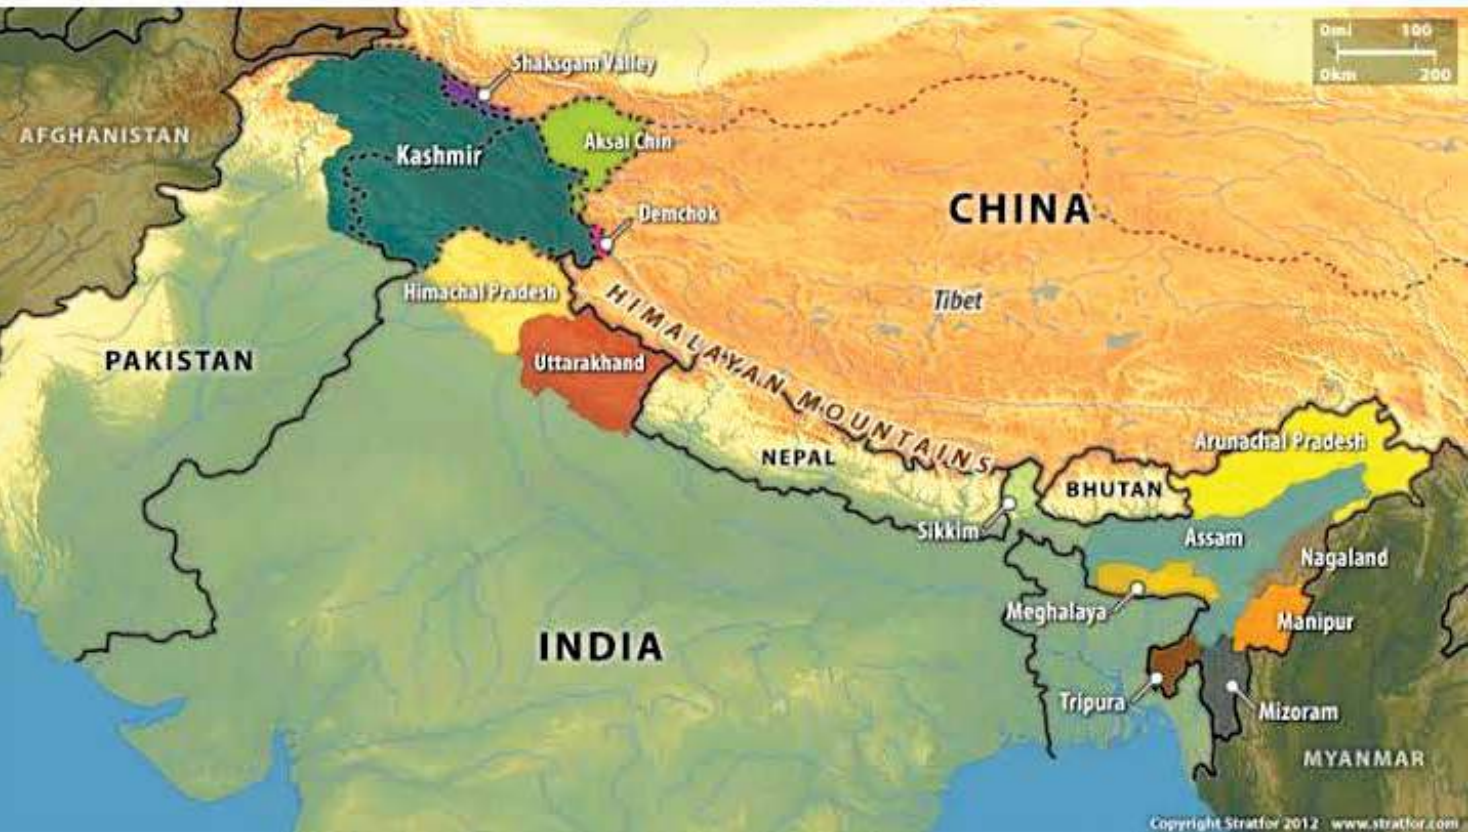 0mi 100
0km 200
Shaksgam Valley
AFGHANISTAN
Aksai Chin
Kashmir
CHINA
Demchok
Himachal Pradesh
Tibet
HIMALAYAN MOUNTAINS
PAKISTAN
Uttarakhand
Arunachal Pradesh
NEPAL
BHUTAN
Sikkim
Assam
Nagaland
Meghalaya
Manipur
INDIA
Tripura
Mizoram
MYANMAR
Copyright Stratfor 2012 www.stratfor.com